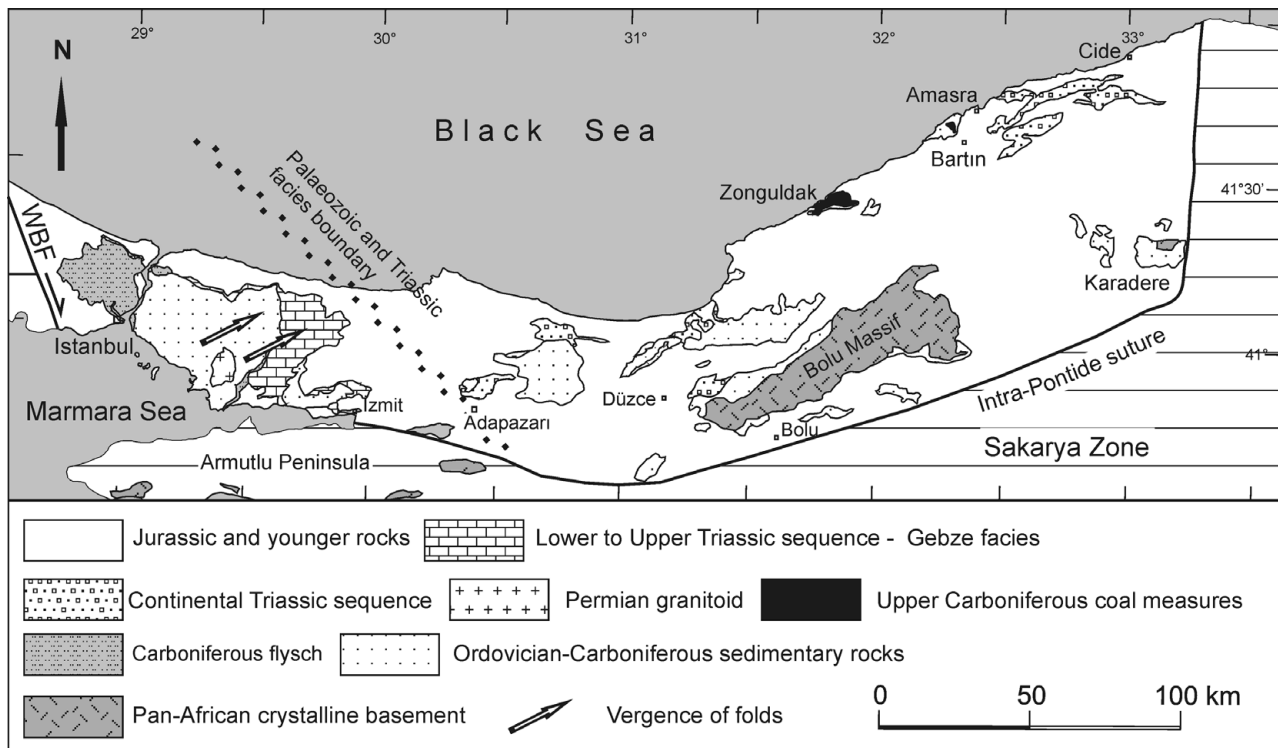 29°
30°
31°
32°
33°
N
Cide
Amasra
Black Sea
Bartın
Palaeozoic and Triassic
facies boundary
Zonguldak
41°30'
WBF
Karadere
Istanbul
Bolu Massif
41°
Intra-Pontide suture
Marmara Sea
Izmit
Adapazarı
Düzce
Bolu
Sakarya Zone
Armutlu Peninsula
Jurassic and younger rocks
Lower to Upper Triassic sequence - Gebze facies
Continental Triassic sequence
Permian granitoid
Upper Carboniferous coal measures
Carboniferous flysch
Ordovician-Carboniferous sedimentary rocks
Pan-African crystalline basement
Vergence of folds
0 50 100 km